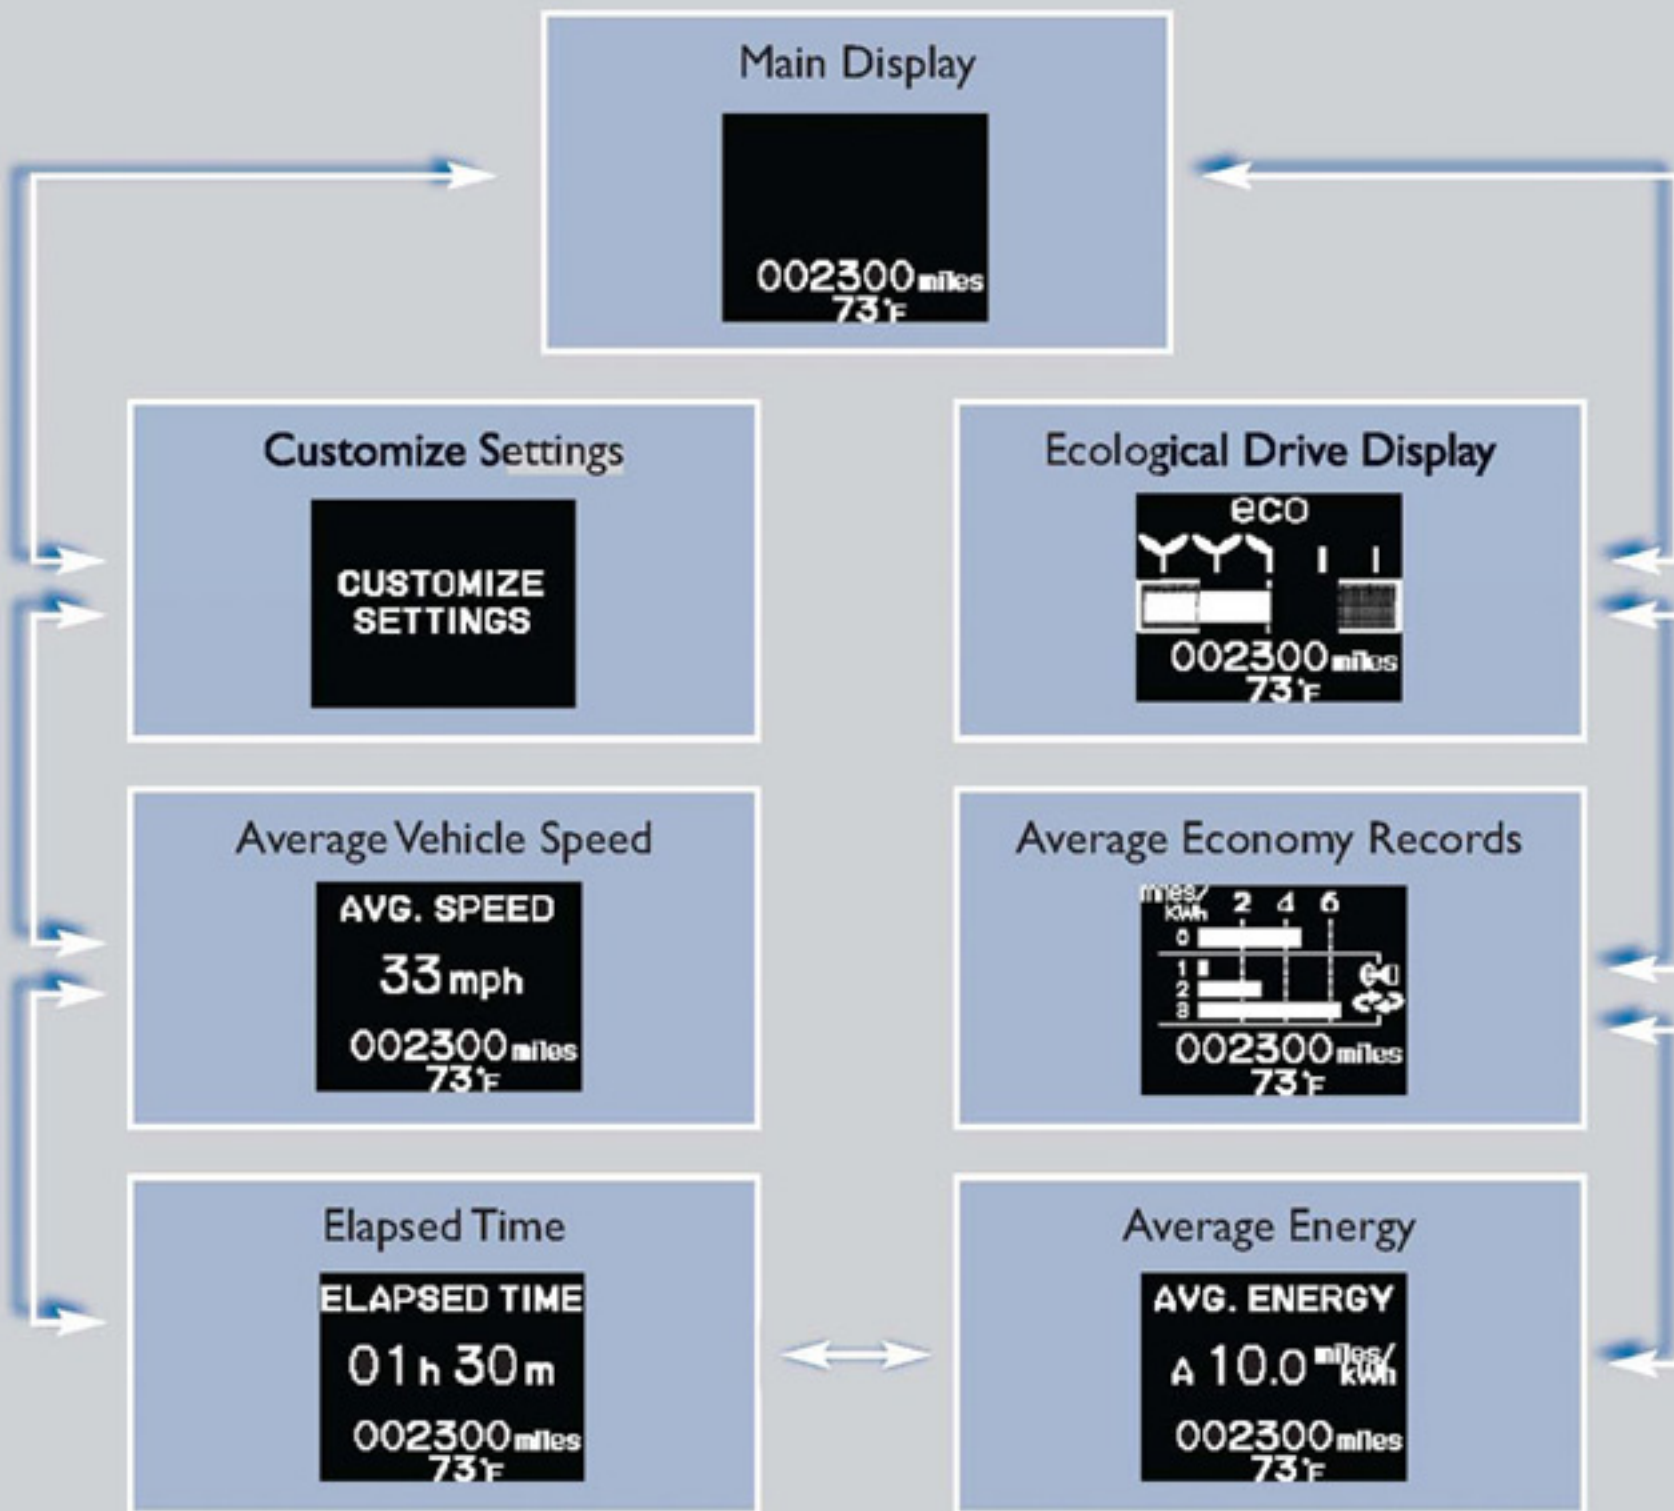 Main Display
002300 miles
73°F
Customize Settings
CUSTOMIZE
SETTINGS
Ecological Drive Display
eco
002300 miles
73°F
Average Vehicle Speed
AVG. SPEED
33 mph
002300 miles
73°F
Average Economy Records
miles/
kWh 2 4 6
0
1
2
3
002300 miles
73°F
Elapsed Time
ELAPSED TIME
01 h 30 m
002300 miles
73°F
Average Energy
AVG. ENERGY
A 10.0 miles/
kWh
002300 miles
73°F